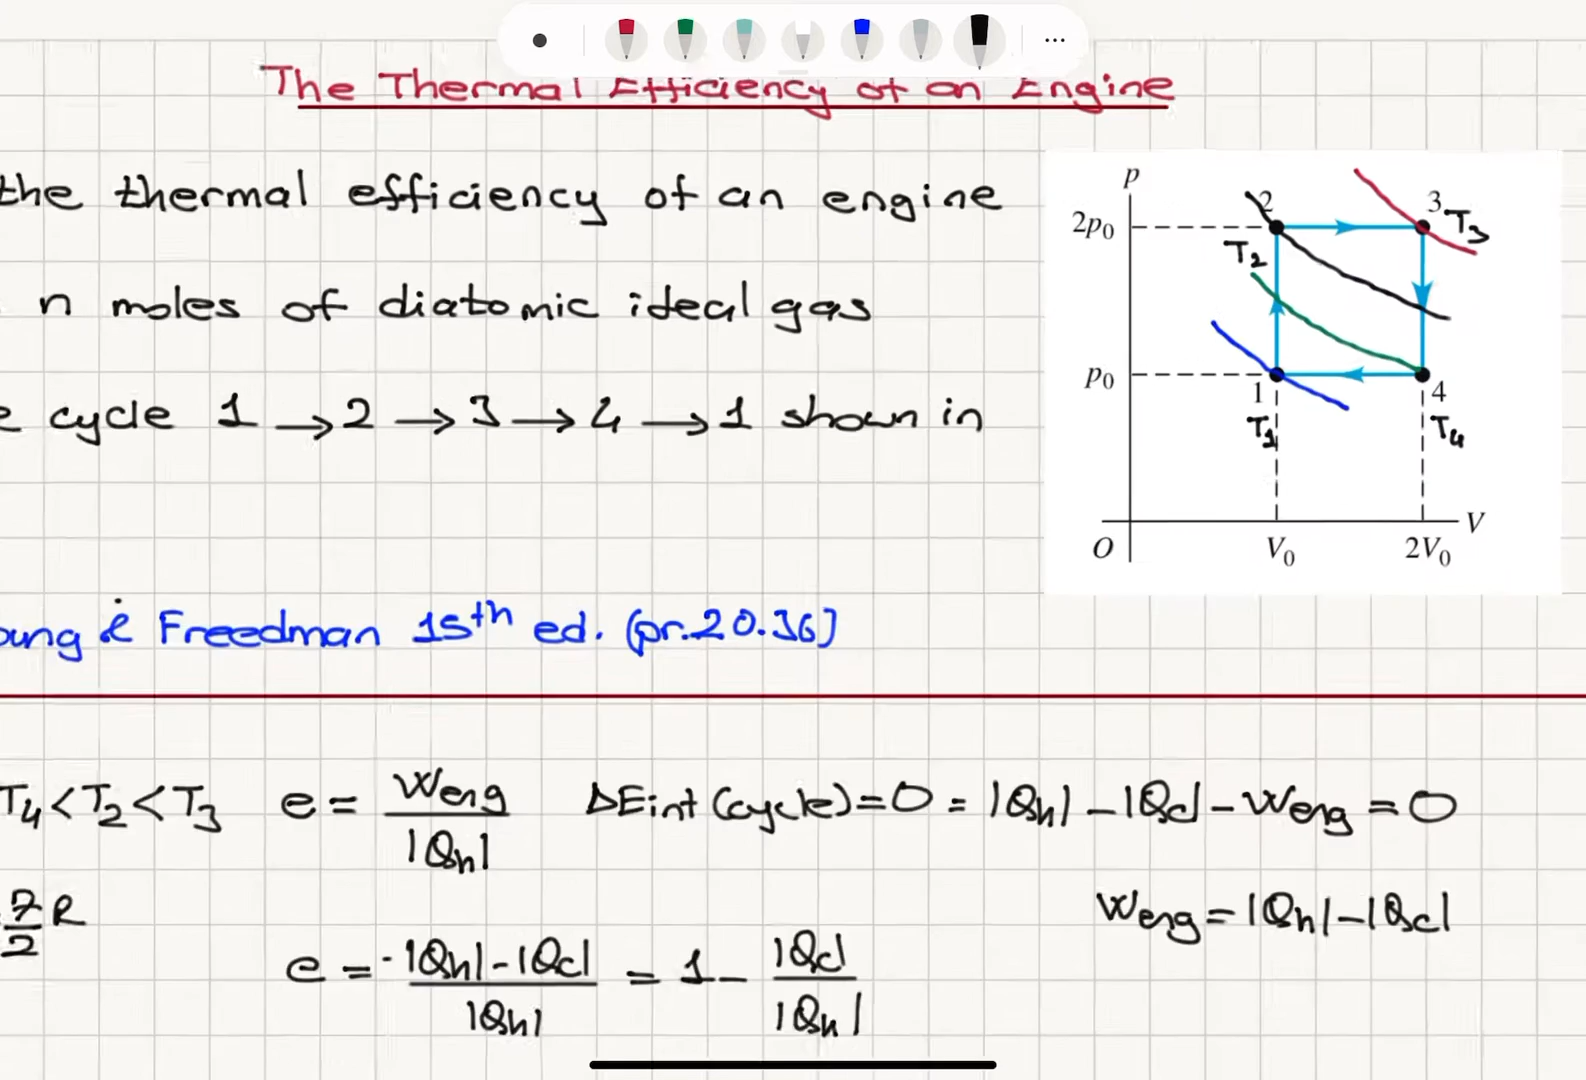 The Thermal Efficiency of an Engine
the thermal efficiency of an engine
n moles of diatomic ideal gas
cycle 1 → 2 → 3 → 4 → 1 shown in
& Freedman 15th ed. (pr.20.36)
p
2p₀
2
3
T₃
T₂
p₀
1
4
T₁
T₄
O
V₀
2V₀
V
T₄ < T₂ < T₃
e = Weng / |Qh|
ΔEint (cycle) = 0 = |Qh| - |Qc| - Weng = 0
7/2 R
Weng = |Qh| - |Qc|
e = |Qh| - |Qc| / |Qh| = 1 - |Qc| / |Qh|